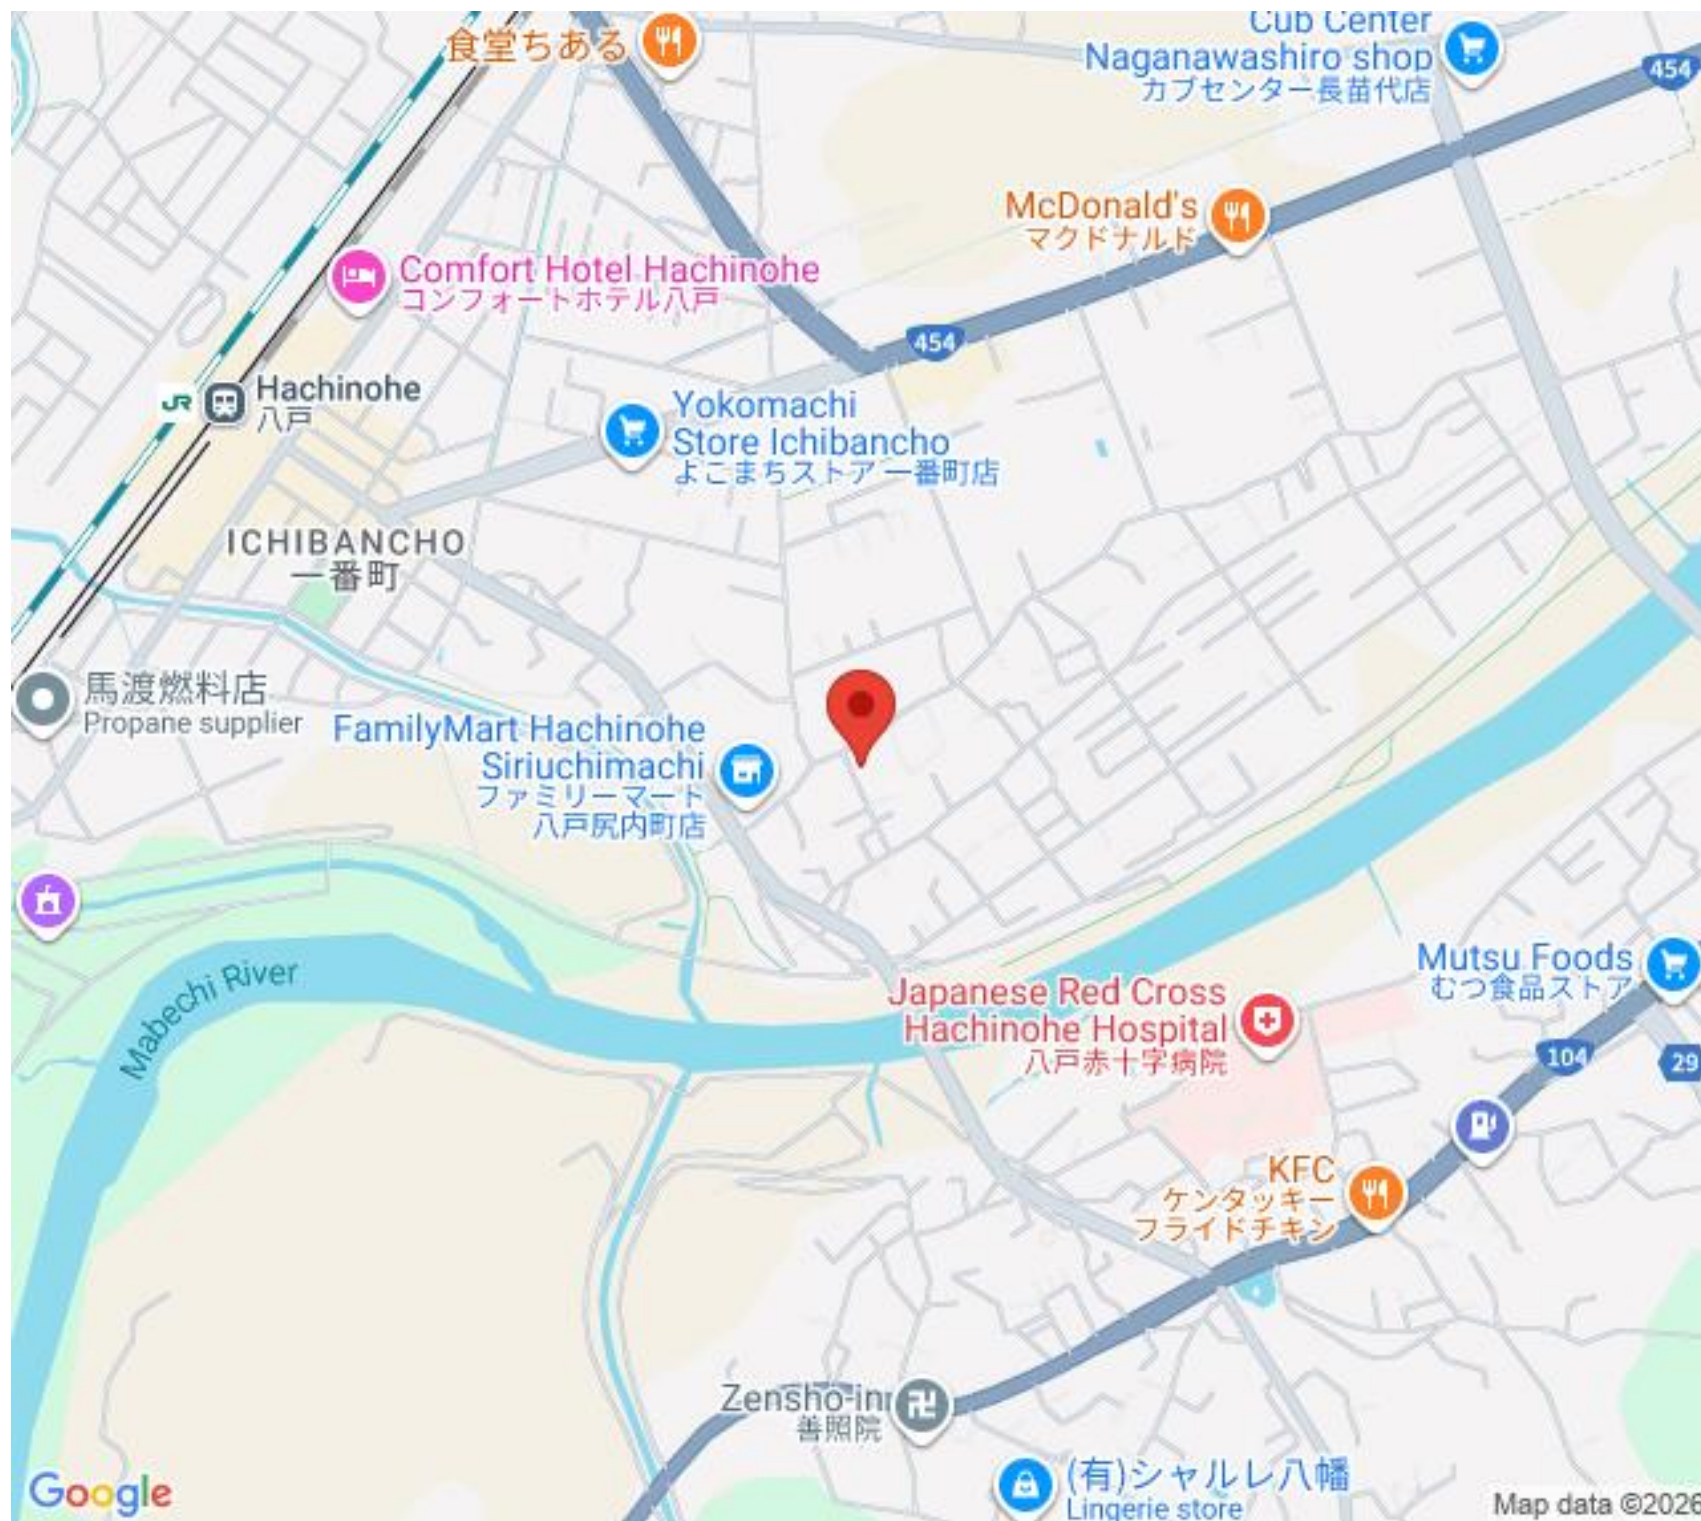 食堂ちある
Cub Center
Naganawashiro shop
カブセンター長苗代店
454
McDonald's
マクドナルド
Comfort Hotel Hachinohe
コンフォートホテル八戸
454
JR
Hachinohe
八戸
Yokomachi
Store Ichibancho
よこまちストア 一番町店
ICHIBANCHO
一番町
馬渡燃料店
Propane supplier
FamilyMart Hachinohe
Siriuchimachi
ファミリーマート
八戸尻内町店
Mabechi River
Mutsu Foods
むつ食品ストア
Japanese Red Cross
Hachinohe Hospital
八戸赤十字病院
104
29
KFC
ケンタッキー
フライドチキン
Zensho-in
善照院
(有)シャルレ八幡
Lingerie store
Google
Map data ©2026